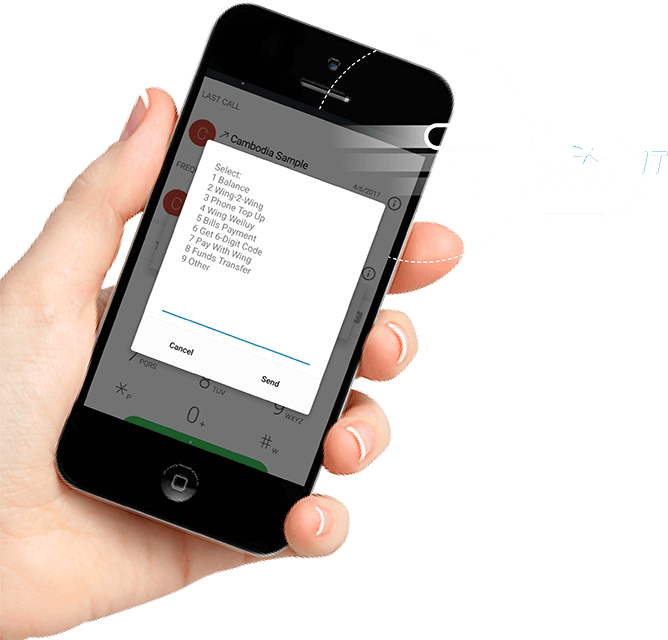 LAST CALL
C
Cambodia Sample
4/6/2017
Select:
1 Balance
2 Wing-2-Wing
3 Phone Top Up
4 Wing Weiluy
5 Bills Payment
6 Get 6-Digit Code
7 Pay With Wing
8 Funds Transfer
9 Other
Cancel
Send
7 PQRS
8 TUV
9 WXYZ
* P
0 +
# W
IT